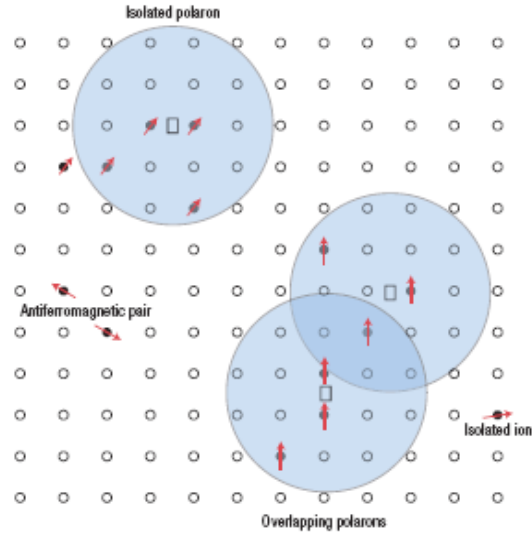 Isolated polaron
Antiferromagnetic pair
Isolated ion
Overlapping polarons